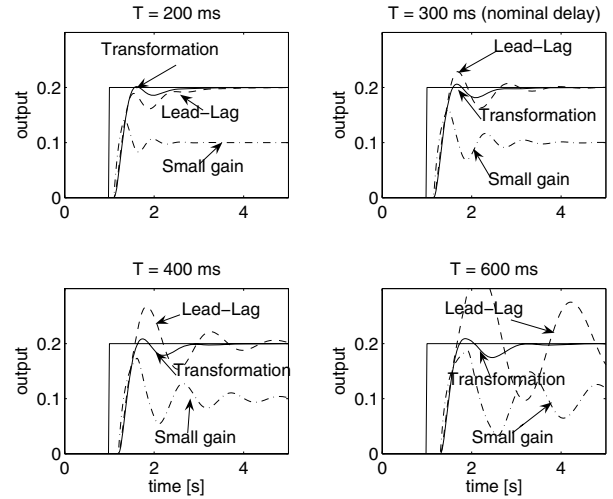 T = 200 ms
Transformation
Lead−Lag
Small gain
output
0.2
0.1
0
0
2
4
T = 300 ms (nominal delay)
Lead−Lag
Transformation
Small gain
output
0.2
0.1
0
0
2
4
T = 400 ms
Lead−Lag
Transformation
Small gain
output
0.2
0.1
0
0
2
4
time [s]
T = 600 ms
Lead−Lag
Transformation
Small gain
output
0.2
0.1
0
0
2
4
time [s]